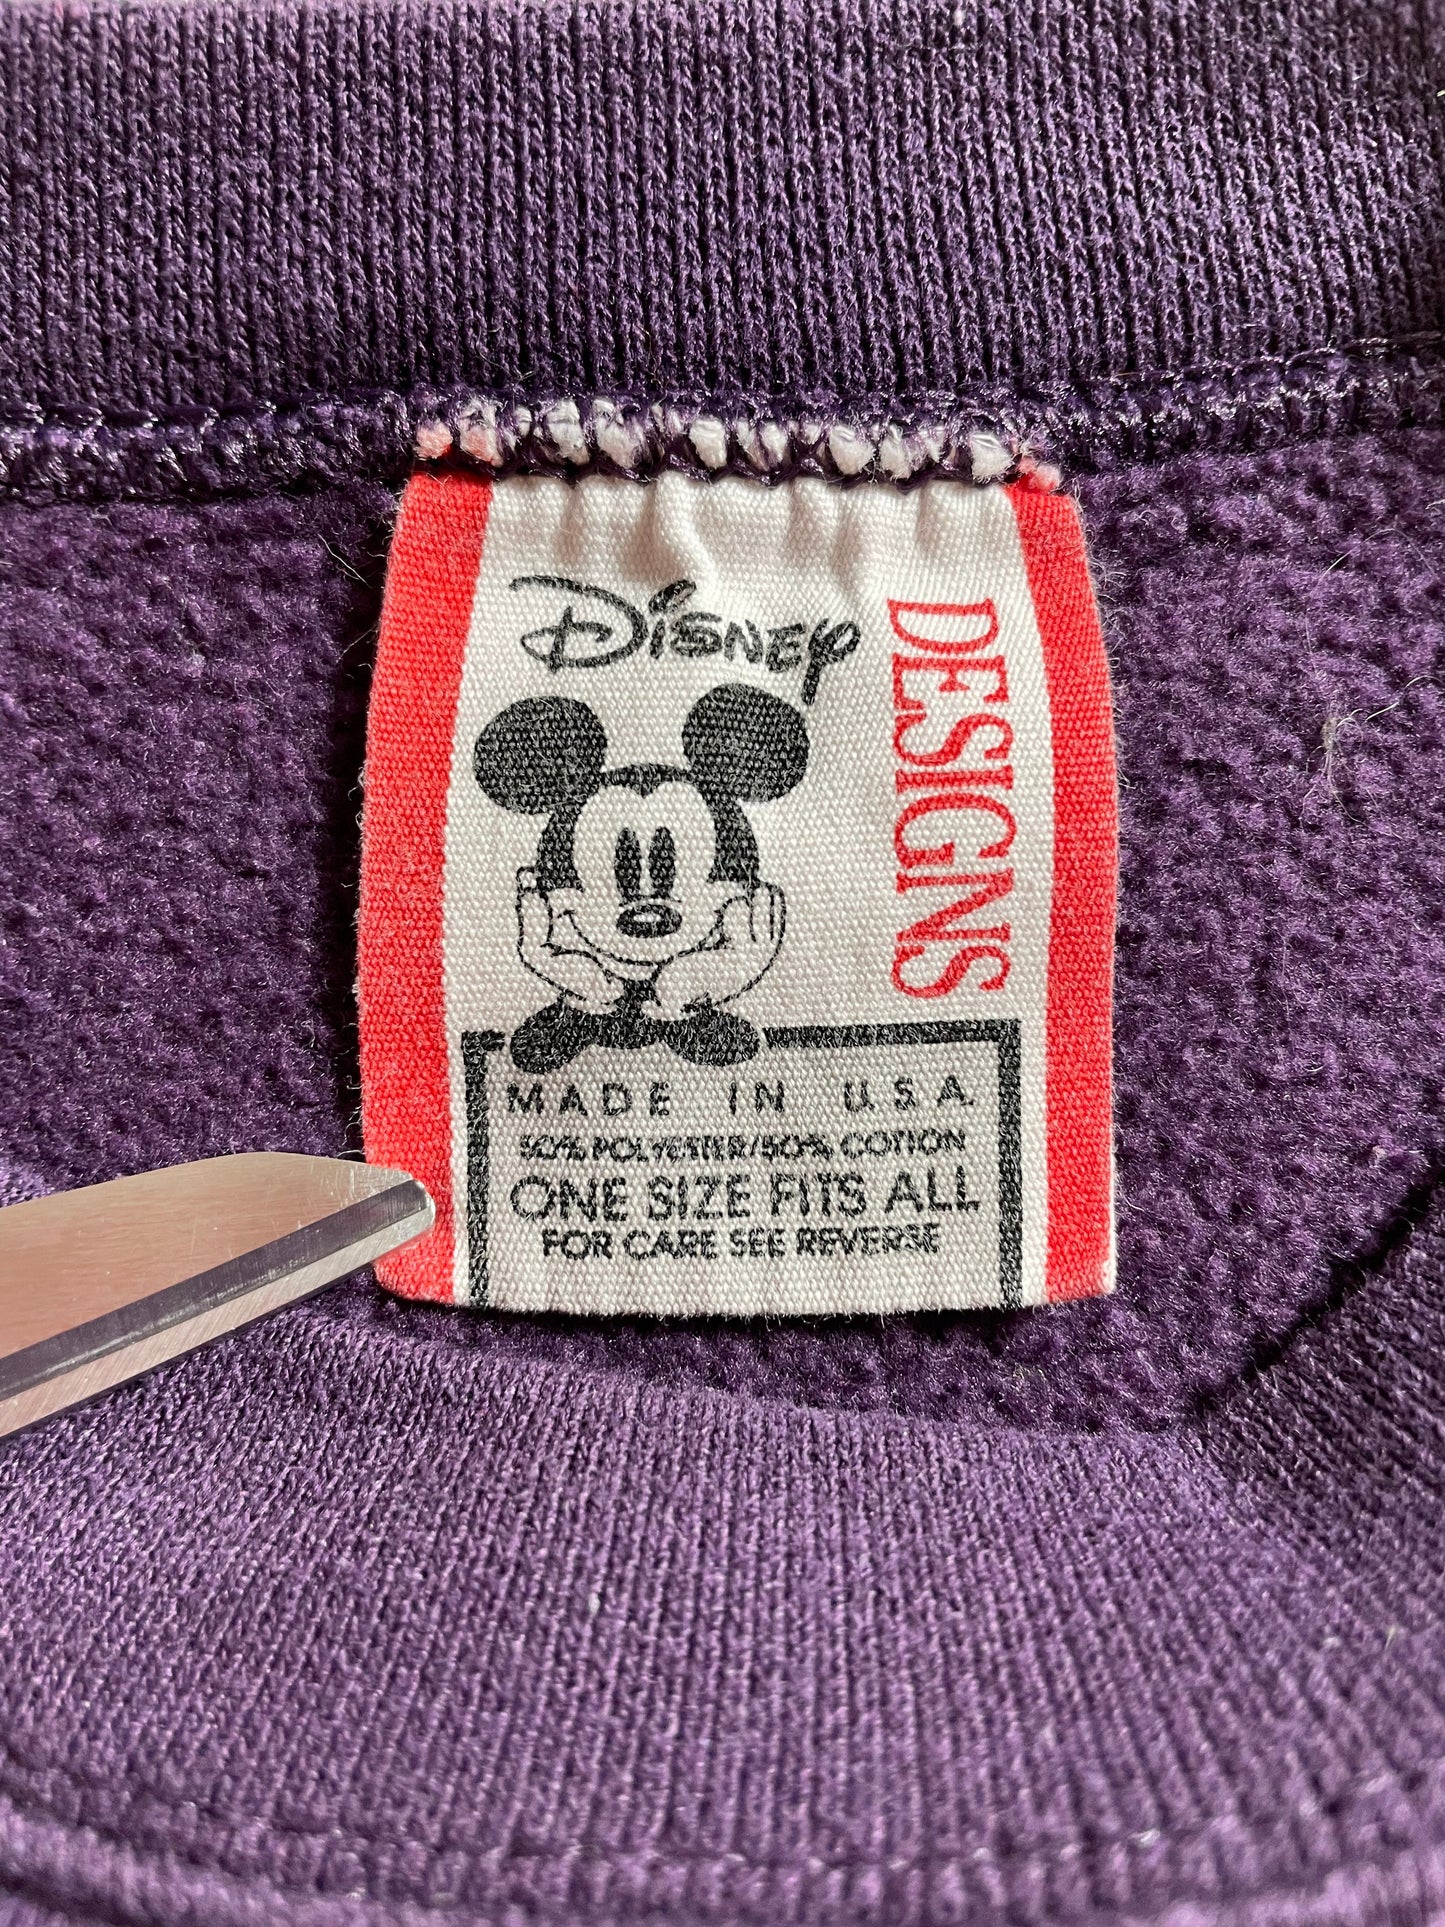 Disney
DESIGNS
MADE IN U.S.A.
50% POLYESTER/50% COTTON
ONE SIZE FITS ALL
FOR CARE SEE REVERSE